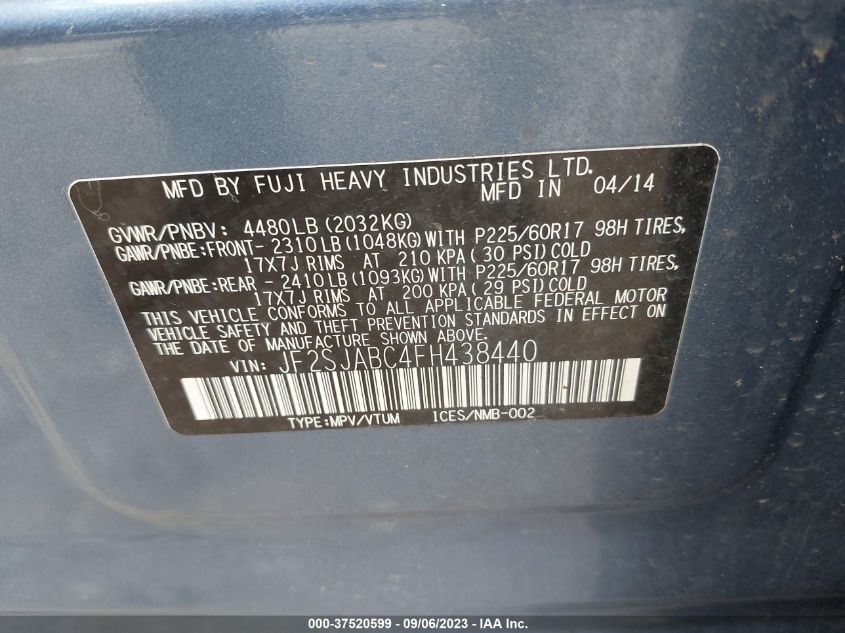 MFD BY FUJI HEAVY INDUSTRIES LTD.
MFD IN 04/14
GVWR/PNBV: 4480LB (2032KG)
GAWR/PNBE:FRONT- 2310LB(1048KG)WITH P225/60R17 98H TIRES,
17X7J RIMS AT 210 KPA(30 PSI)COLD
GAWR/PNBE:REAR - 2410LB(1093KG)WITH P225/60R17 98H TIRES,
17X7J RIMS AT 200 KPA(29 PSI)COLD
THIS VEHICLE CONFORMS TO ALL APPLICABLE FEDERAL MOTOR
VEHICLE SAFETY AND THEFT PREVENTION STANDARDS IN EFFECT ON
THE DATE OF MANUFACTURE SHOWN ABOVE.
VIN: JF2SJABC4FH438440
TYPE:MPV/VTUM ICES/NMB-002
000-37520599 - 09/06/2023 - IAA Inc.